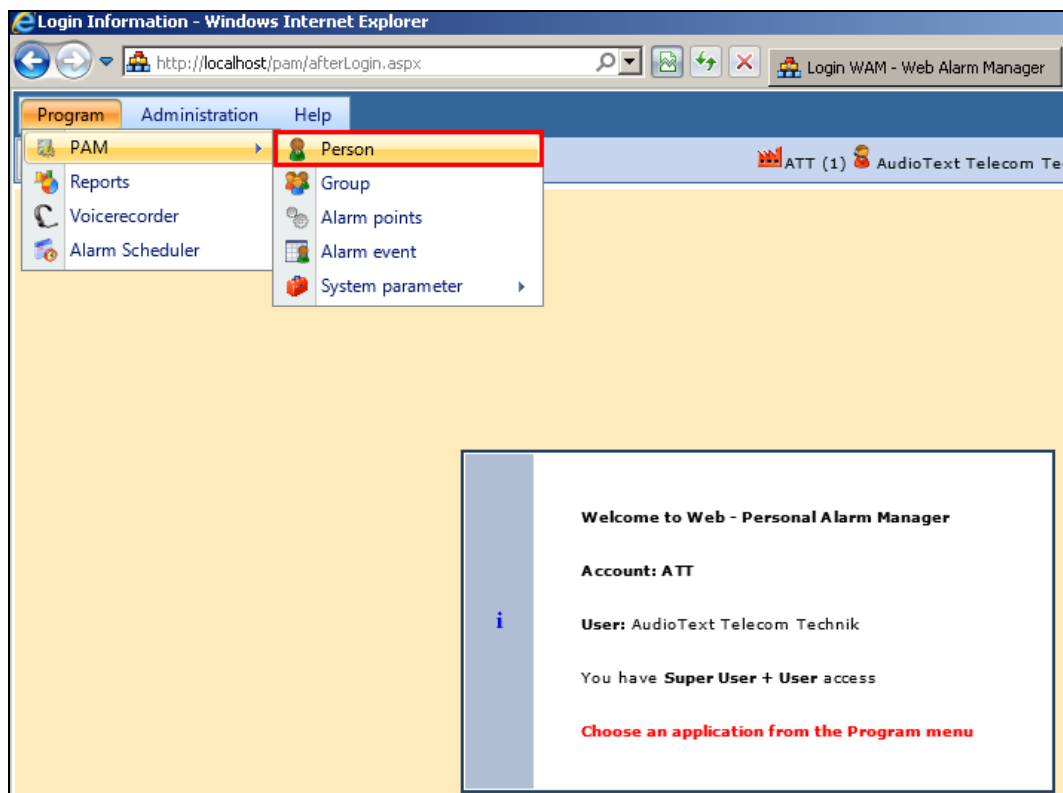 Login Information - Windows Internet Explorer
http://localhost/pam/afterLogin.aspx
Login WAM - Web Alarm Manager
Program Administration Help
PAM
Person
ATT (1) AudioText Telecom Te
Reports
Group
Voicerecorder
Alarm points
Alarm Scheduler
Alarm event
System parameter
Welcome to Web - Personal Alarm Manager
Account: ATT
i
User: AudioText Telecom Technik
You have Super User + User access
Choose an application from the Program menu